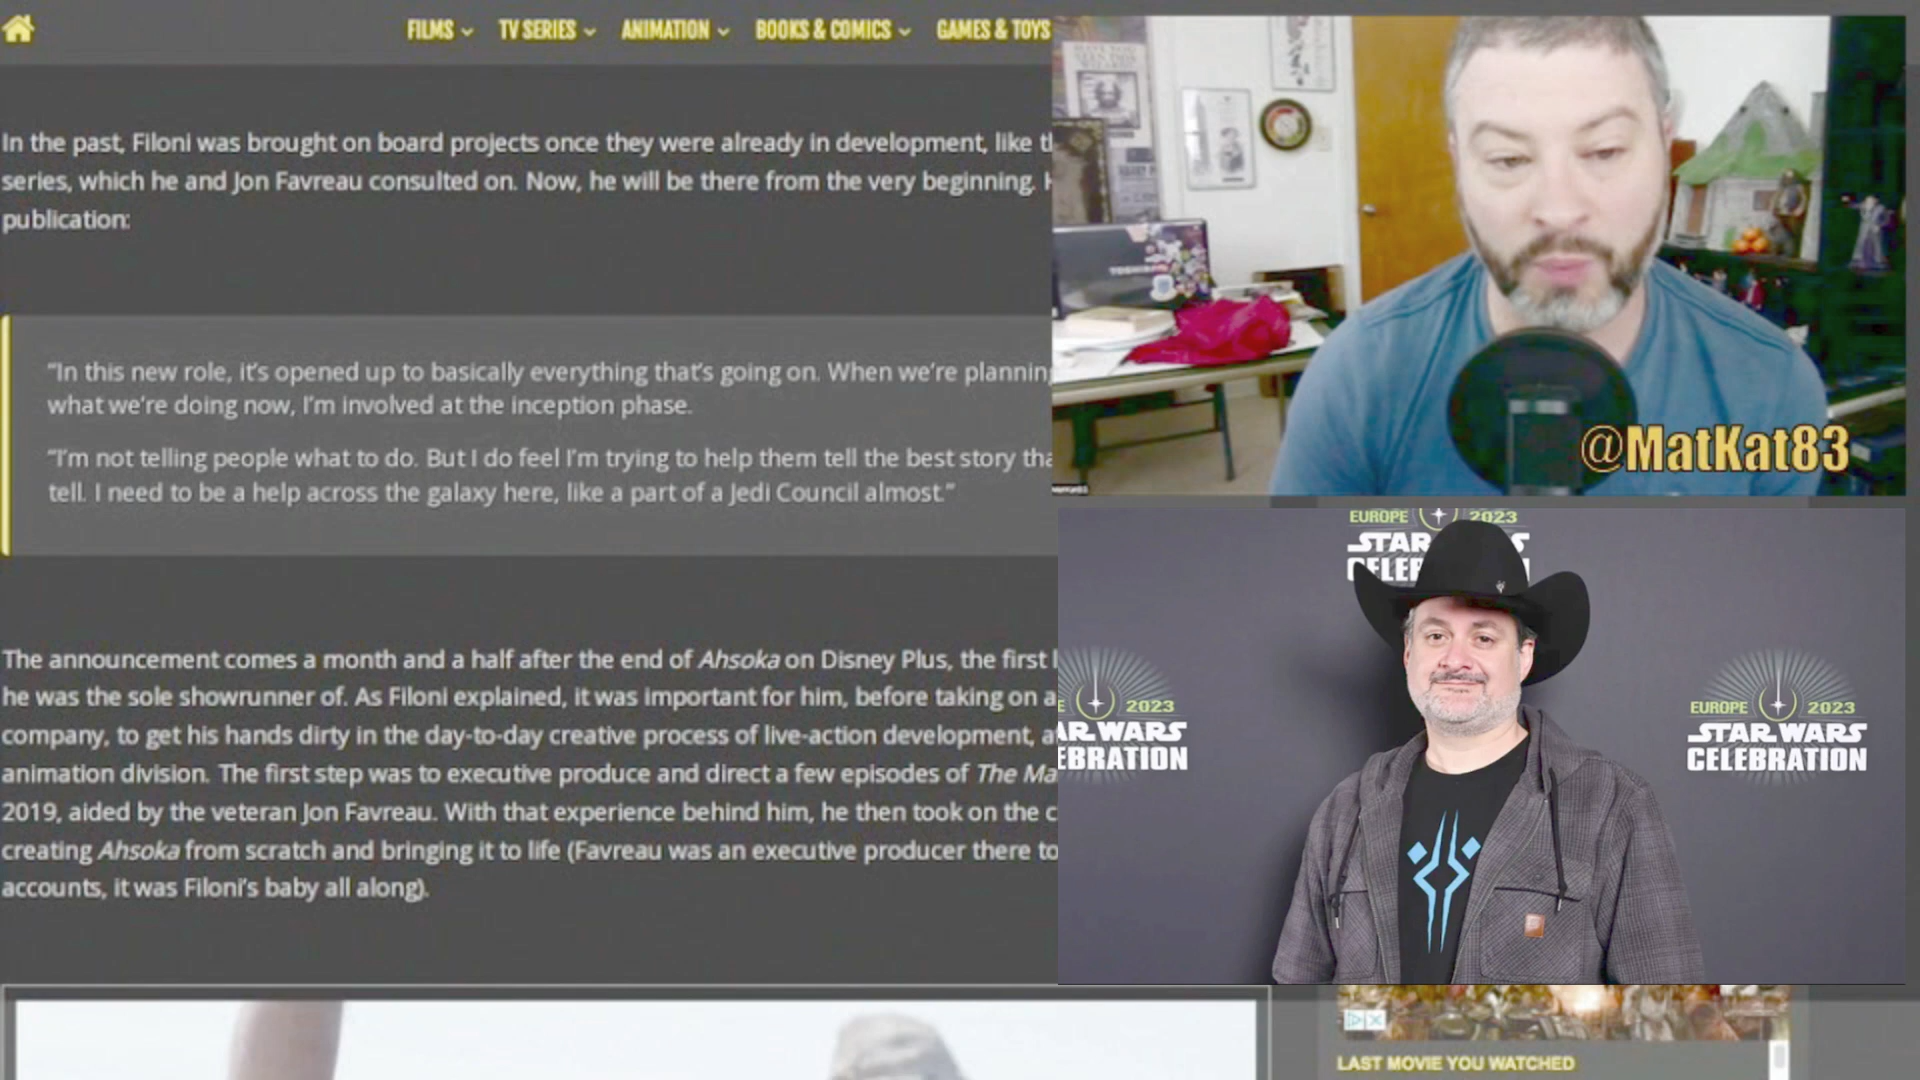 FILMS TV SERIES ANIMATION BOOKS & COMICS GAMES & TOYS
In the past, Filoni was brought on board projects once they were already in development, like
series, which he and Jon Favreau consulted on. Now, he will be there from the very beginning.
publication:
“In this new role, it’s opened up to basically everything that’s going on. When we’re planning
what we’re doing now, I’m involved at the inception phase.
“I’m not telling people what to do. But I do feel I’m trying to help them tell the best story
tell. I need to be a help across the galaxy here, like a part of a Jedi Council almost.”
The announcement comes a month and a half after the end of Ahsoka on Disney Plus, the first
he was the sole showrunner of. As Filoni explained, it was important for him, before taking on
company, to get his hands dirty in the day-to-day creative process of live-action development,
animation division. The first step was to executive produce and direct a few episodes of The
2019, aided by the veteran Jon Favreau. With that experience behind him, he then took on the
creating Ahsoka from scratch and bringing it to life (Favreau was an executive producer there
accounts, it was Filoni’s baby all along).
TOSHIBA
@MatKat83
EUROPE 2023
STAR
CELEB
2023
WARS
EBRATION
EUROPE 2023
STAR WARS
CELEBRATION
LAST MOVIE YOU WATCHED